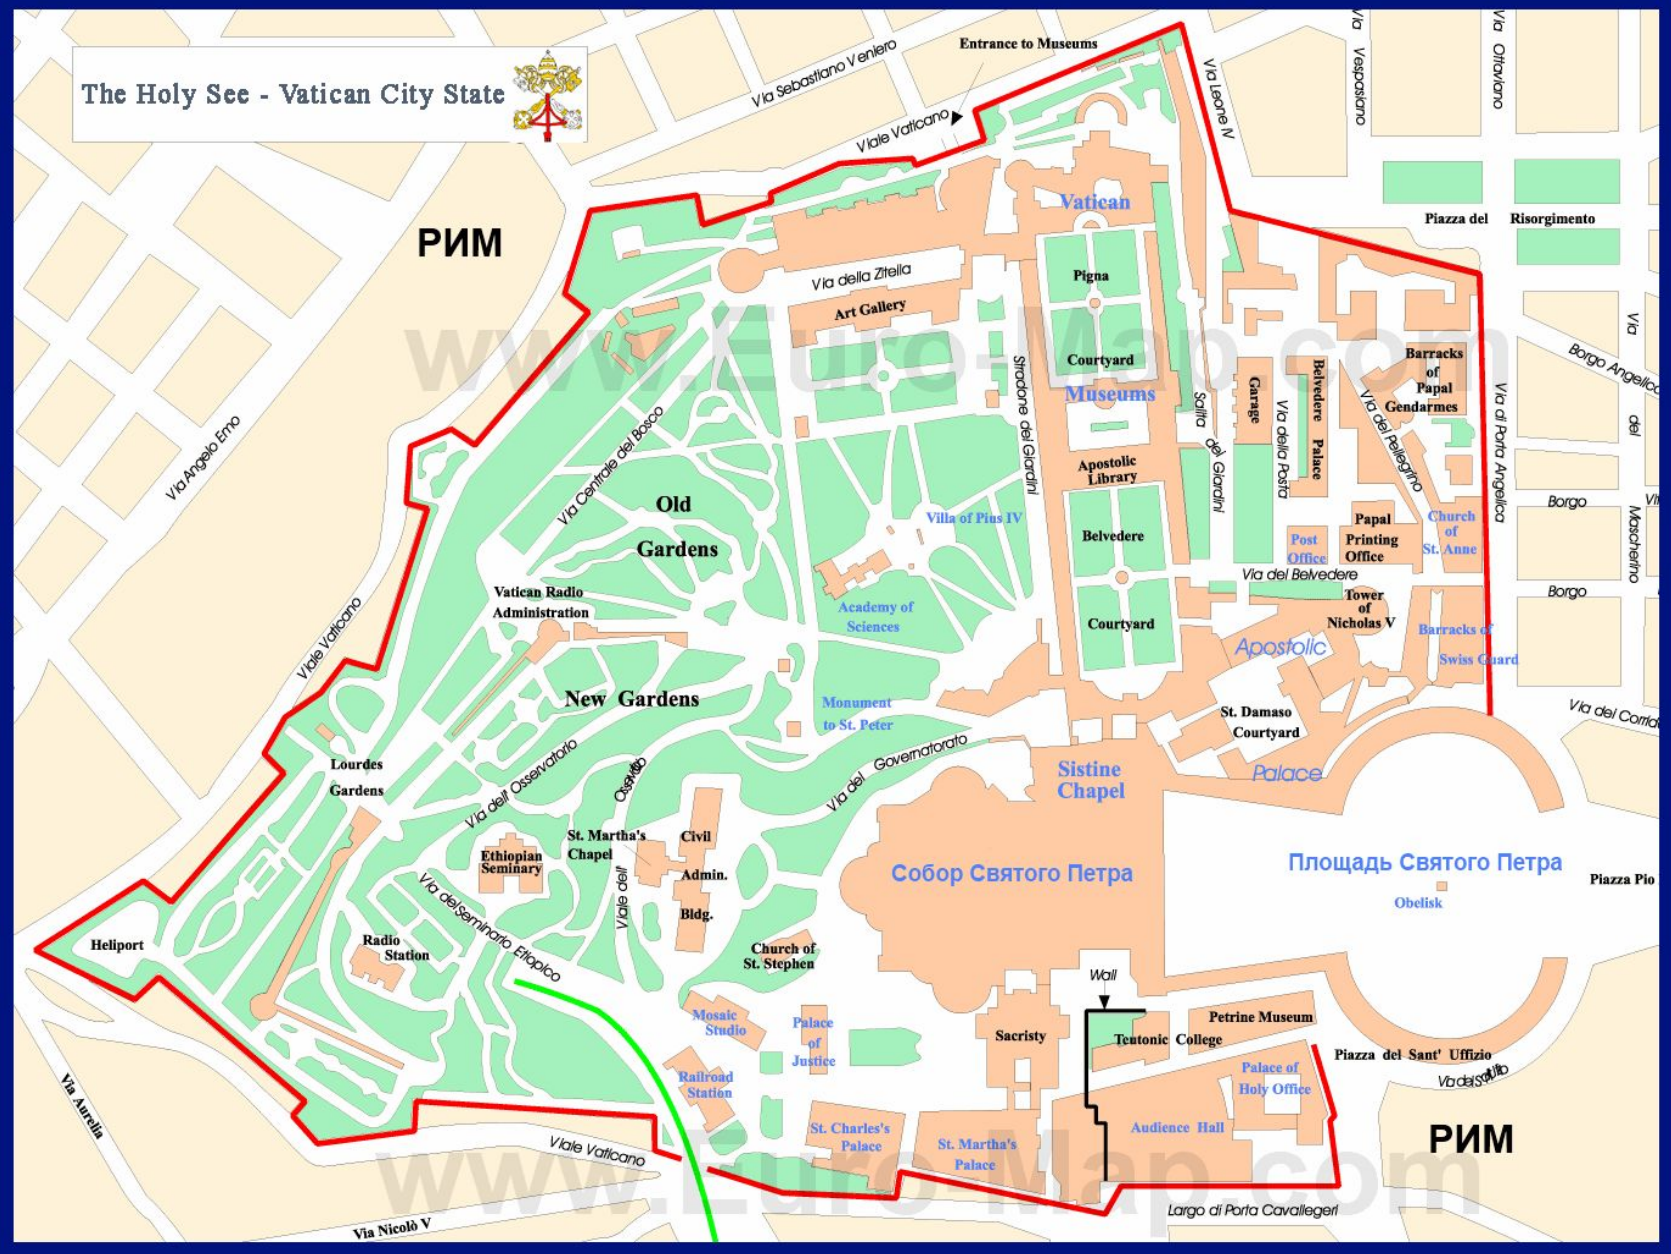 The Holy See - Vatican City State
Entrance to Museums
Via Sebastiano Veniero
Viale Vaticano
Via Leone IV
Via Vespasiano
Via Ottaviano
РИМ
Vatican
Piazza del Risorgimento
Via della Zitella
Art Gallery
Pigna
Courtyard
Museums
www.Euro-Map.com
Stradone dei Giardini
Salita dei Giardini
Garage
Via della Posta
Belvedere Palace
Via del Pellegrino
Barracks
of
Papal
Gendarmes
Via di Porta Angelica
Borgo Angelico
Via del Mascherino
Via Angelo Emo
Via Centrale del Bosco
Apostolic
Library
Old
Gardens
Villa of Pius IV
Belvedere
Post
Office
Papal
Printing
Office
Church
of
St. Anne
Borgo
Via del Belvedere
Borgo
Vatican Radio
Administration
Academy of
Sciences
Courtyard
Tower
of
Nicholas V
Barracks of
Swiss Guard
Apostolic
Viale Vaticano
New Gardens
Monument
to St. Peter
St. Damaso
Courtyard
Via dei Corrido
Palace
Lourdes
Gardens
Via dell' Osservatorio
Via del Governatorato
Sistine
Chapel
St. Martha's
Chapel
Civil
Admin.
Bldg.
Ethiopian
Seminary
Viale dell'
Via del Seminario Etiopico
Собор Святого Петра
Площадь Святого Петра
Obelisk
Piazza Pio
Heliport
Radio
Station
Church of
St. Stephen
Wall
Mosaic
Studio
Palace
of
Justice
Sacristy
Petrine Museum
Teutonic College
Piazza del Sant' Uffizio
Railroad
Station
Palace of
Holy Office
Via Aurelia
St. Charles's
Palace
St. Martha's
Palace
Audience Hall
РИМ
Viale Vaticano
www.Euro-Map.com
Via Nicolò V
Largo di Porta Cavallegeri